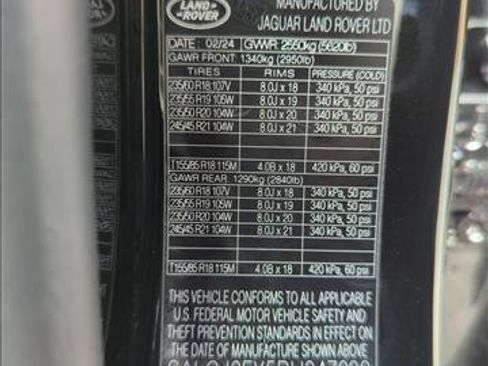 LAND-
ROVER
MANUFACTURED BY
JAGUAR LAND ROVER LTD
DATE: 02/24 GVWR: 2550kg (5620lb)
GAWR FRONT: 1340kg (2950lb)
TIRES RIMS PRESSURE (COLD)
235/60 R18 107V 8.0J x 18 340 kPa, 50 psi
235/55 R19 105W 8.0J x 19 340 kPa, 50 psi
235/50 R20 104W 8.0J x 20 340 kPa, 50 psi
245/45 R21 104W 8.0J x 21 340 kPa, 50 psi
T155/85 R18 115M 4.0B x 18 420 kPa, 60 psi
GAWR REAR: 1290kg (2840lb)
235/60 R18 107V 8.0J x 18 340 kPa, 50 psi
235/55 R19 105W 8.0J x 19 340 kPa, 50 psi
235/50 R20 104W 8.0J x 20 340 kPa, 50 psi
245/45 R21 104W 8.0J x 21 340 kPa, 50 psi
T155/85 R18 115M 4.0B x 18 420 kPa, 60 psi
THIS VEHICLE CONFORMS TO ALL APPLICABLE
U.S. FEDERAL MOTOR VEHICLE SAFETY AND
THEFT PREVENTION STANDARDS IN EFFECT ON
THE DATE OF MANUFACTURE SHOWN ABOVE